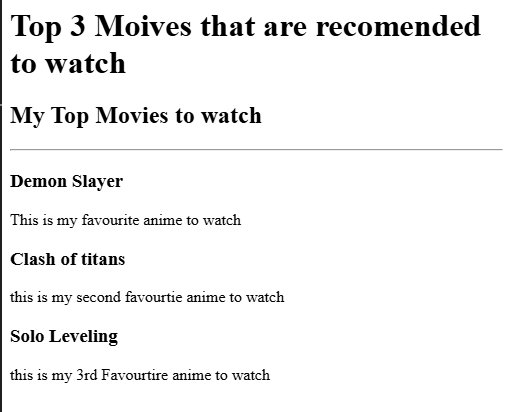 Top 3 Moives that are recomended
to watch
My Top Movies to watch
Demon Slayer
This is my favourite anime to watch
Clash of titans
this is my second favourtie anime to watch
Solo Leveling
this is my 3rd Favourtire anime to watch